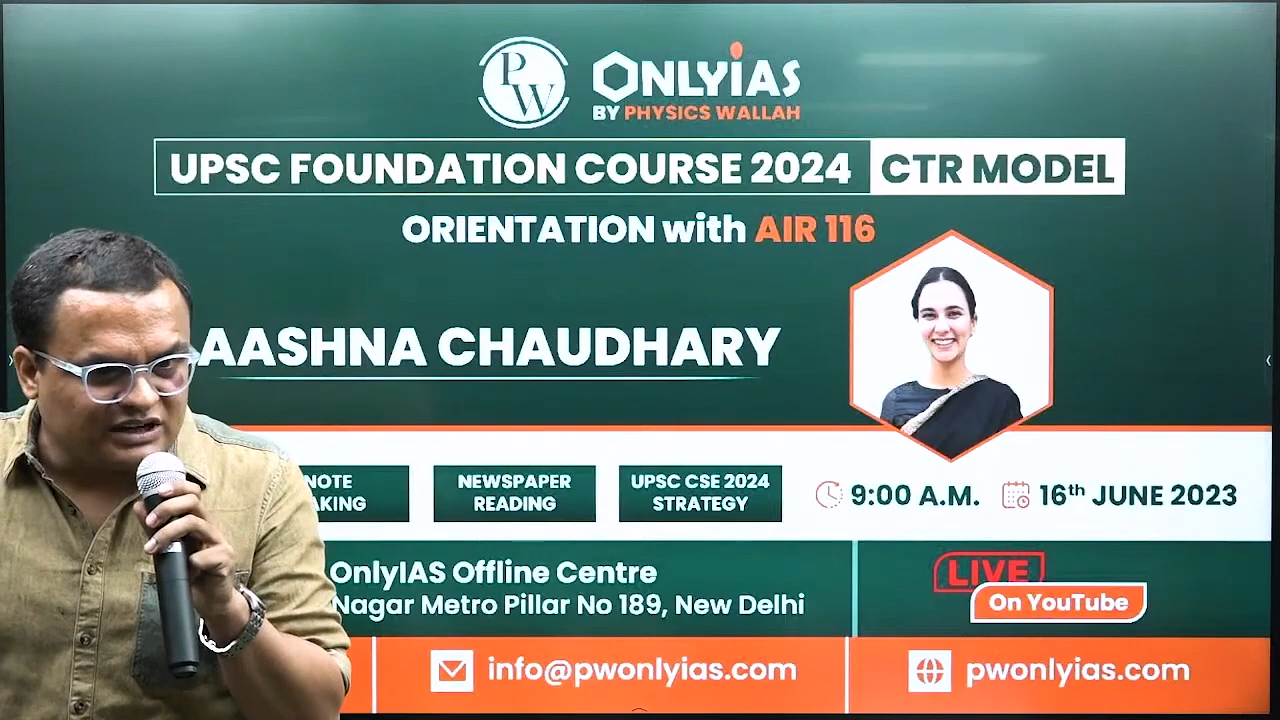 PW
ONLYIAS
BY PHYSICS WALLAH
UPSC FOUNDATION COURSE 2024 CTR MODEL
ORIENTATION with AIR 116
AASHNA CHAUDHARY
NOTE
NEWSPAPER
READING
UPSC CSE 2024
STRATEGY
9:00 A.M.
16th JUNE 2023
OnlyIAS Offline Centre
Nagar Metro Pillar No 189, New Delhi
LIVE
On YouTube
info@pwonlyias.com
pwonlyias.com